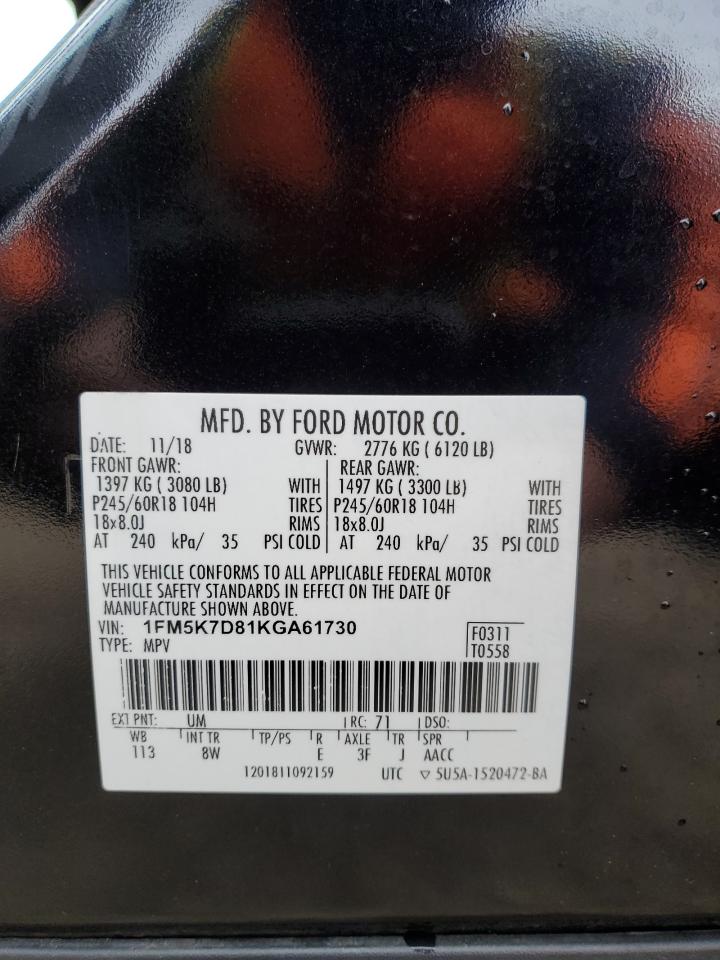 MFD. BY FORD MOTOR CO.
DATE: 11/18 GVWR: 2776 KG ( 6120 LB)
FRONT GAWR: REAR GAWR:
1397 KG ( 3080 LB) WITH 1497 KG ( 3300 LB) WITH
P245/60R18 104H TIRES P245/60R18 104H TIRES
18x8.0J RIMS 18x8.0J RIMS
AT 240 kPa/ 35 PSI COLD AT 240 kPa/ 35 PSI COLD
THIS VEHICLE CONFORMS TO ALL APPLICABLE FEDERAL MOTOR
VEHICLE SAFETY STANDARDS IN EFFECT ON THE DATE OF
MANUFACTURE SHOWN ABOVE.
VIN: 1FM5K7D81KGA61730 F0311
TYPE: MPV T0558
EXT PNT: UM RC: 71 DSO:
WB INT TR TP/PS R AXLE TR SPR
113 8W E 3F J AACC
1201811092159 UTC ▽ 5U5A-1520472-BA